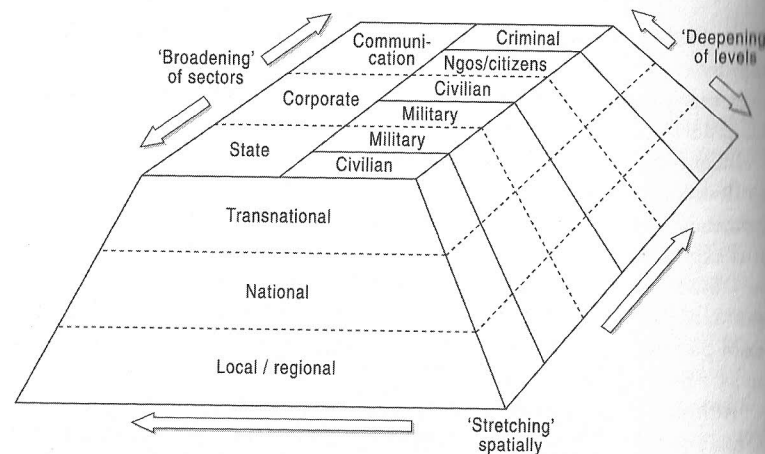 'Broadening'
of sectors
Communi-
cation
Criminal
Ngos/citizens
'Deepening
of levels
Corporate
Civilian
Military
State
Military
Civilian
Transnational
National
Local / regional
'Stretching'
spatially